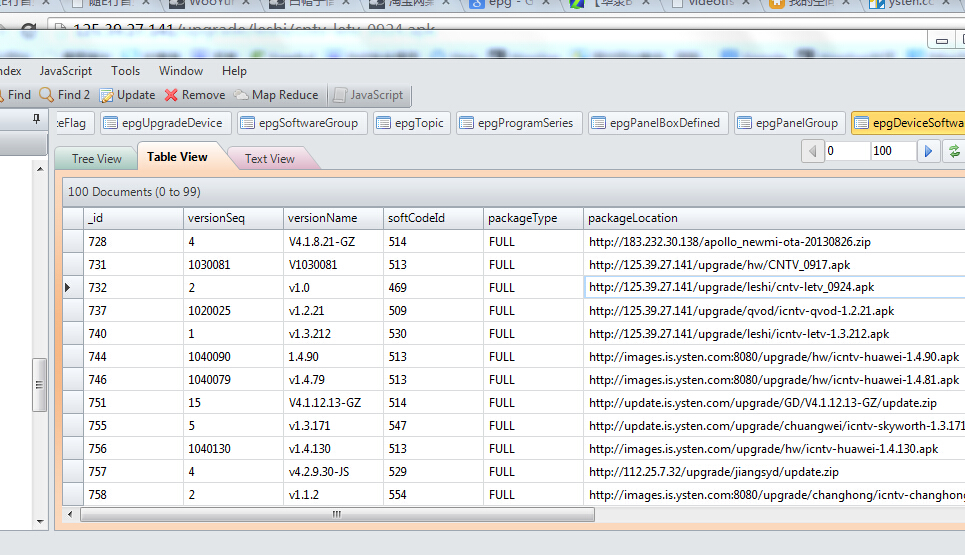 随E行首
WooYun
epg - G
videotis
ysten.co
125.39.27.141/upgrade/leshi/cntv-letv_0924.apk
ndex JavaScript Tools Window Help
Find Find 2 Update Remove Map Reduce JavaScript
zeFlag epgUpgradeDevice epgSoftwareGroup epgTopic epgProgramSeries epgPanelBoxDefined epgPanelGroup epgDeviceSoftwa
Tree View Table View Text View 0 100
100 Documents (0 to 99)
_id versionSeq versionName softCodeId packageType packageLocation
728 4 V4.1.8.21-GZ 514 FULL http://183.232.30.138/apollo_newmi-ota-20130826.zip
731 1030081 V1030081 513 FULL http://125.39.27.141/upgrade/hw/CNTV_0917.apk
732 2 v1.0 469 FULL http://125.39.27.141/upgrade/leshi/cntv-letv_0924.apk
737 1020025 v1.2.21 509 FULL http://125.39.27.141/upgrade/qvod/icntv-qvod-1.2.21.apk
740 1 v1.3.212 530 FULL http://125.39.27.141/upgrade/leshi/icntv-letv-1.3.212.apk
744 1040090 1.4.90 513 FULL http://images.is.ysten.com:8080/upgrade/hw/icntv-huawei-1.4.90.apk
746 1040079 v1.4.79 513 FULL http://images.is.ysten.com:8080/upgrade/hw/icntv-huawei-1.4.81.apk
751 15 V4.1.12.13-GZ 514 FULL http://update.is.ysten.com/upgrade/GD/V4.1.12.13-GZ/update.zip
755 5 v1.3.171 547 FULL http://update.is.ysten.com/upgrade/chuangwei/icntv-skyworth-1.3.171
756 1040130 v1.4.130 513 FULL http://update.is.ysten.com/upgrade/hw/icntv-huawei-1.4.130.apk
757 4 v4.2.9.30-JS 529 FULL http://112.25.7.32/upgrade/jiangsyd/update.zip
758 2 v1.1.2 554 FULL http://images.is.ysten.com:8080/upgrade/changhong/icntv-changhong